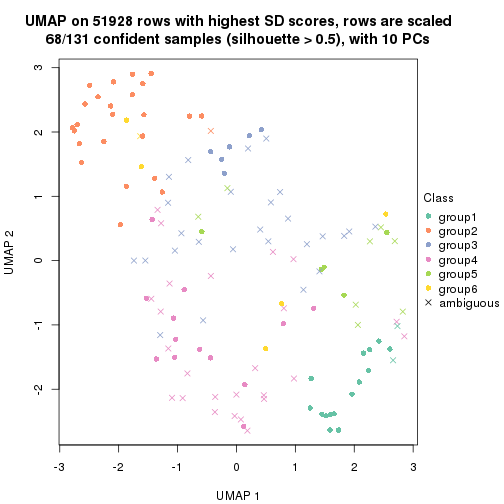 UMAP on 51928 rows with highest SD scores, rows are scaled
68/131 confident samples (silhouette > 0.5), with 10 PCs
3
2
1
0
-1
-2
UMAP 2
-3
-2
-1
0
1
2
3
UMAP 1
Class
group1
group2
group3
group4
group5
group6
ambiguous